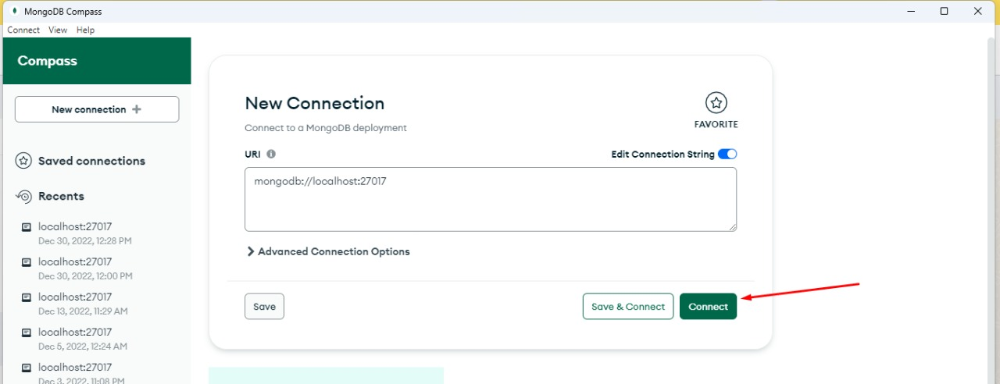 MongoDB Compass
Connect View Help
Compass
New connection +
Saved connections
Recents
localhost:27017
Dec 30, 2022, 12:28 PM
localhost:27017
Dec 30, 2022, 12:00 PM
localhost:27017
Dec 13, 2022, 11:29 AM
localhost:27017
Dec 5, 2022, 12:24 AM
localhost:27017
Dec 3, 2022, 11:08 PM
New Connection
Connect to a MongoDB deployment
FAVORITE
URI
Edit Connection String
mongodb://localhost:27017
Advanced Connection Options
Save
Save & Connect
Connect